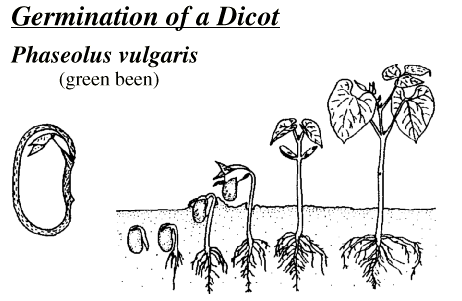 Germination of a Dicot
Phaseolus vulgaris
(green been)